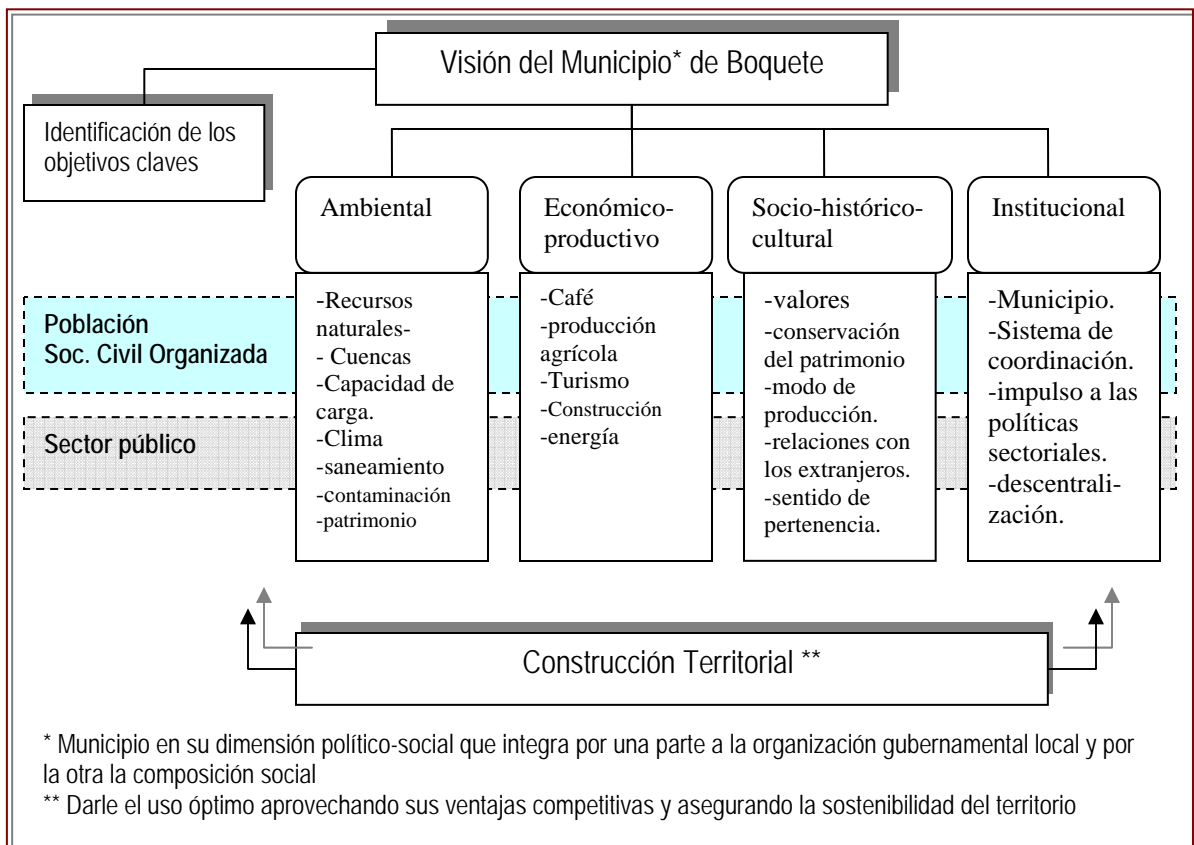 Visión del Municipio* de Boquete
Identificación de los
objetivos claves
Ambiental
Económico-
productivo
Socio-histórico-
cultural
Institucional
Población
Soc. Civil Organizada
Sector público
-Recursos
naturales-
- Cuencas
-Capacidad de
carga.
-Clima
-saneamiento
-contaminación
-patrimonio
-Café
-producción
agrícola
-Turismo
-Construcción
-energía
-valores
-conservación
del patrimonio
-modo de
producción.
-relaciones con
los extranjeros.
-sentido de
pertenencia.
-Municipio.
-Sistema de
coordinación.
-impulso a las
políticas
sectoriales.
-descentrali-
zación.
Construcción Territorial **
* Municipio en su dimensión político-social que integra por una parte a la organización gubernamental local y por
la otra la composición social
** Darle el uso óptimo aprovechando sus ventajas competitivas y asegurando la sostenibilidad del territorio